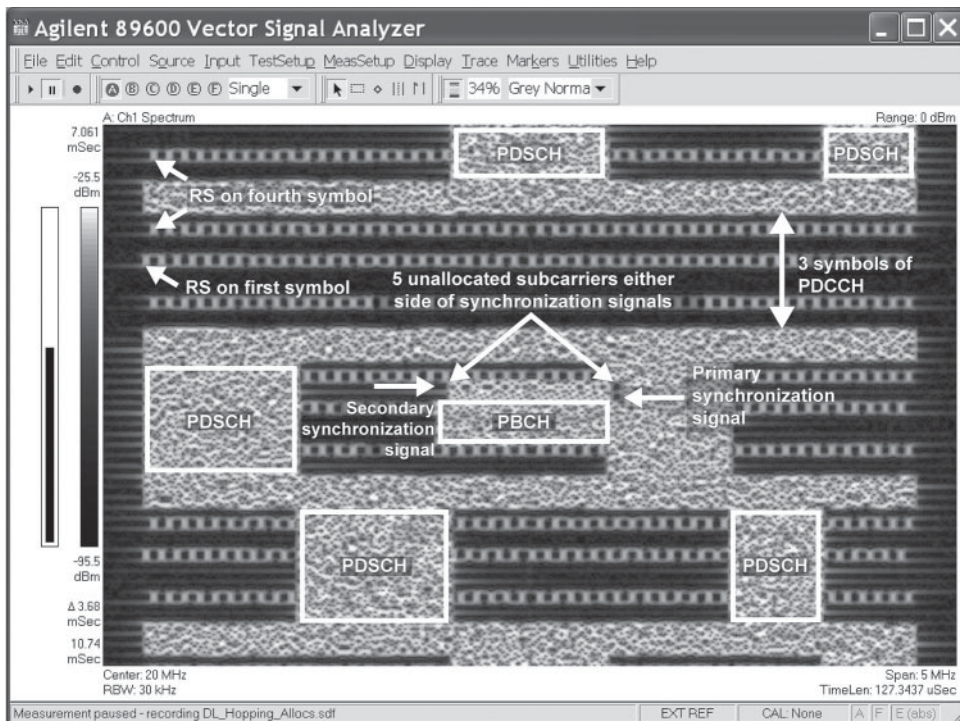 Agilent 89600 Vector Signal Analyzer
File Edit Control Source Input TestSetup MeasSetup Display Trace Markers Utilities Help
A B C D E F Single 34% Grey Norma
A: Ch1 Spectrum Range: 0 dBm
7.061
mSec
-25.5
dBm
PDSCH PDSCH
RS on fourth symbol
RS on first symbol
5 unallocated subcarriers either
side of synchronization signals
3 symbols of
PDCCH
PDSCH
Secondary
synchronization
signal
PBCH
Primary
synchronization
signal
PDSCH PDSCH
-95.5
dBm
Δ 3.68
mSec
10.74
mSec
Center: 20 MHz Span: 5 MHz
RBW: 30 kHz TimeLen: 127.3437 uSec
Measurement paused - recording DL_Hopping_Allocs.sdf EXT REF CAL: None A F E (abs)